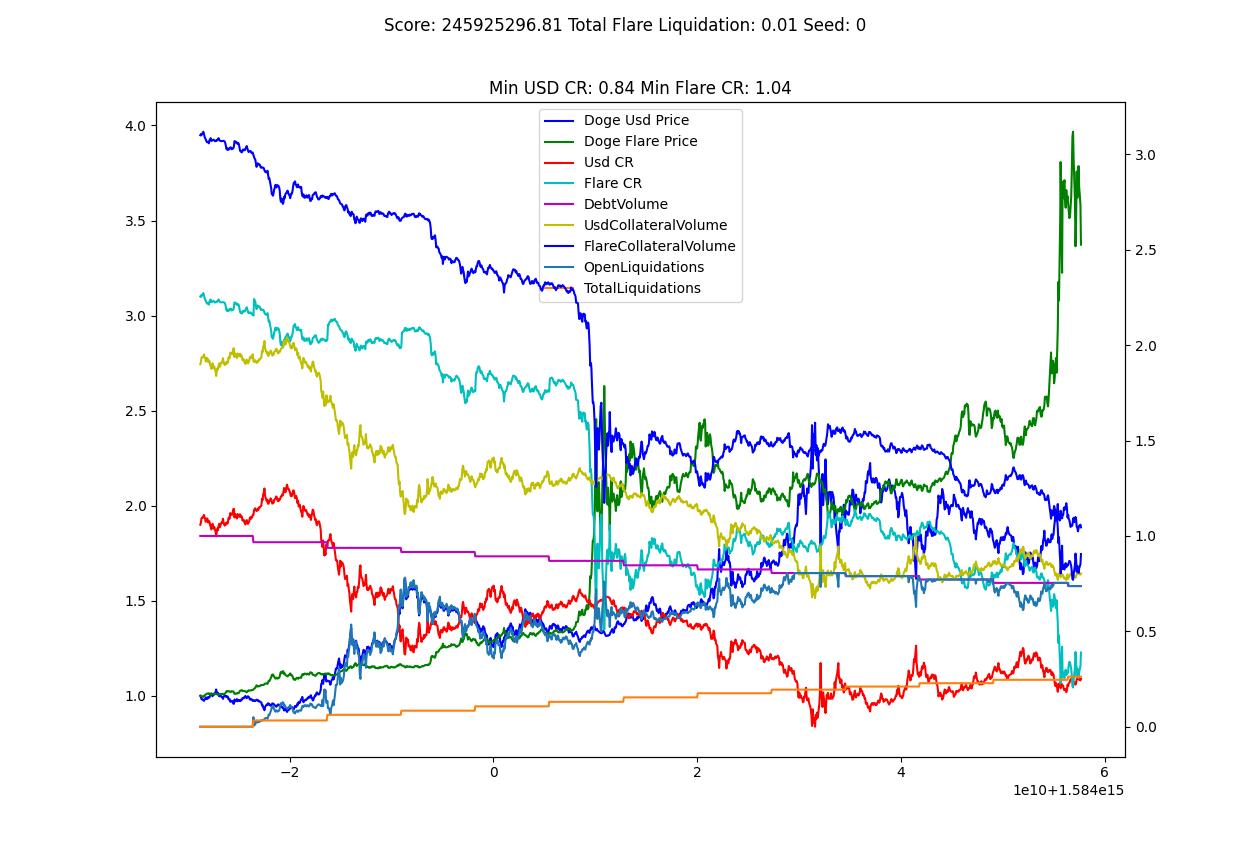 Score: 245925296.81 Total Flare Liquidation: 0.01 Seed: 0
Min USD CR: 0.84 Min Flare CR: 1.04
Doge Usd Price
Doge Flare Price
Usd CR
Flare CR
DebtVolume
UsdCollateralVolume
FlareCollateralVolume
OpenLiquidations
TotalLiquidations
4.0
3.5
3.0
2.5
2.0
1.5
1.0
3.0
2.5
2.0
1.5
1.0
0.5
0.0
−2
0
2
4
6
1e10+1.584e15